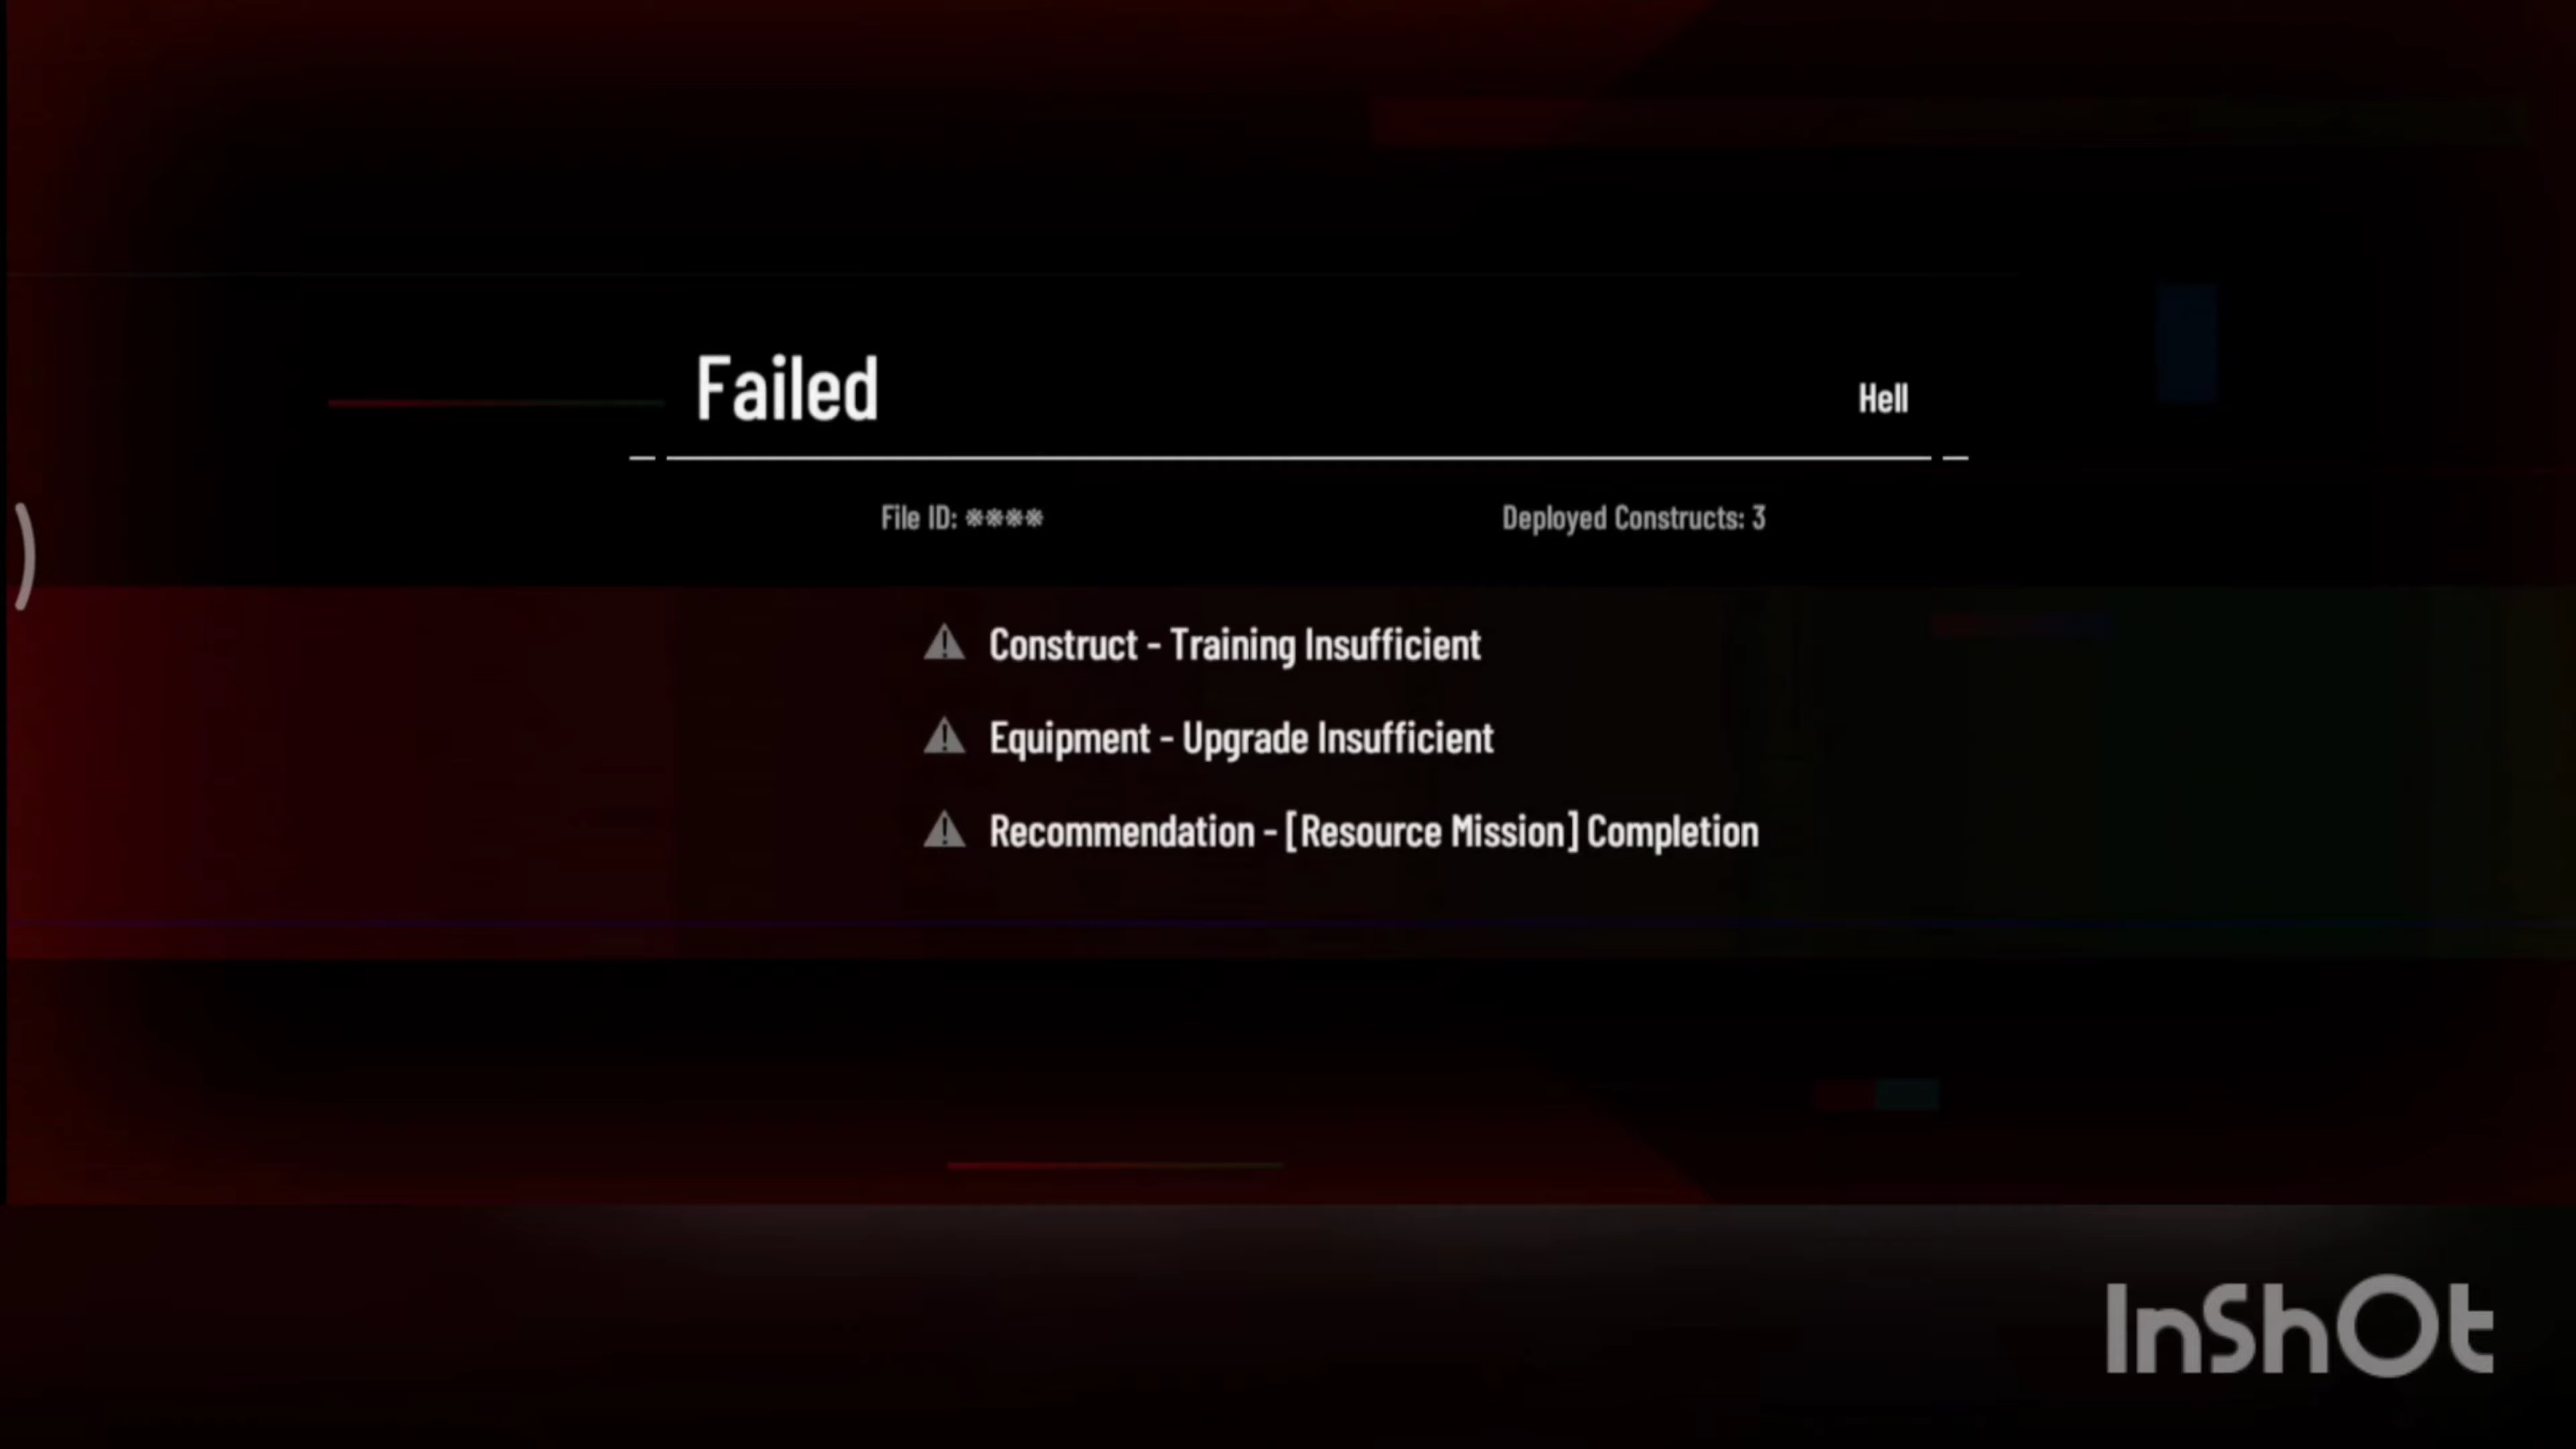 Failed
Hell
File ID: ※※※※
Deployed Constructs: 3
Construct - Training Insufficient
Equipment - Upgrade Insufficient
Recommendation - [Resource Mission] Completion
InShOt